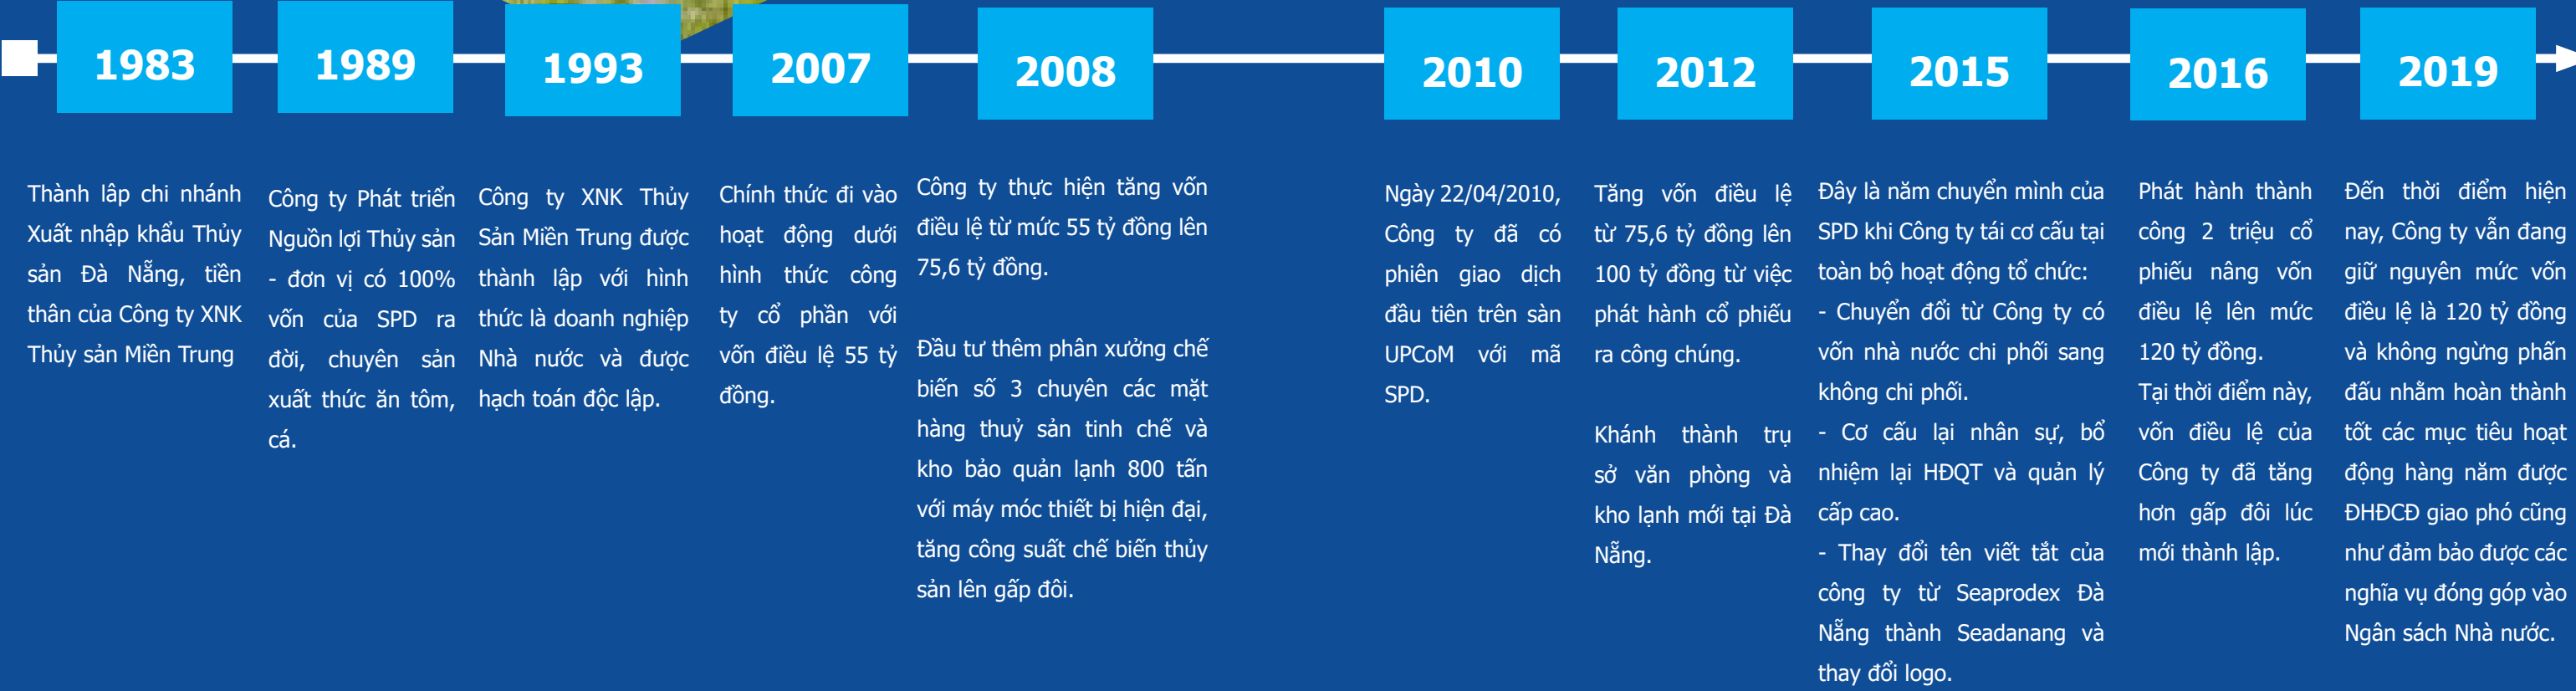 1983
Thành lập chi nhánh
Xuất nhập khẩu Thủy
sản Đà Nẵng, tiền
thân của Công ty XNK
Thủy sản Miền Trung
1989
Công ty Phát triển
Nguồn lợi Thủy sản
- đơn vị có 100%
vốn của SPD ra
đời, chuyên sản
xuất thức ăn tôm,
cá.
1993
Công ty XNK Thủy
Sản Miền Trung được
thành lập với hình
thức là doanh nghiệp
Nhà nước và được
hạch toán độc lập.
2007
Chính thức đi vào
hoạt động dưới
hình thức công
ty cổ phần với
vốn điều lệ 55 tỷ
đồng.
2008
Công ty thực hiện tăng vốn
điều lệ từ mức 55 tỷ đồng lên
75,6 tỷ đồng.
Đầu tư thêm phân xưởng chế
biến số 3 chuyên các mặt
hàng thuỷ sản tinh chế và
kho bảo quản lạnh 800 tấn
với máy móc thiết bị hiện đại,
tăng công suất chế biến thủy
sản lên gấp đôi.
2010
Ngày 22/04/2010,
Công ty đã có
phiên giao dịch
đầu tiên trên sàn
UPCoM với mã
SPD.
2012
Tăng vốn điều lệ
từ 75,6 tỷ đồng lên
100 tỷ đồng từ việc
phát hành cổ phiếu
ra công chúng.
Khánh thành trụ
sở văn phòng và
kho lạnh mới tại Đà
Nẵng.
2015
Đây là năm chuyển mình của
SPD khi Công ty tái cơ cấu tại
toàn bộ hoạt động tổ chức:
- Chuyển đổi từ Công ty có
vốn nhà nước chi phối sang
không chi phối.
- Cơ cấu lại nhân sự, bổ
nhiệm lại HĐQT và quản lý
cấp cao.
- Thay đổi tên viết tắt của
công ty từ Seaprodex Đà
Nẵng thành Seadanang và
thay đổi logo.
2016
Phát hành thành
công 2 triệu cổ
phiếu nâng vốn
điều lệ lên mức
120 tỷ đồng.
Tại thời điểm này,
vốn điều lệ của
Công ty đã tăng
hơn gấp đôi lúc
mới thành lập.
2019
Đến thời điểm hiện
nay, Công ty vẫn đang
giữ nguyên mức vốn
điều lệ là 120 tỷ đồng
và không ngừng phấn
đấu nhằm hoàn thành
tốt các mục tiêu hoạt
động hàng năm được
ĐHĐCĐ giao phó cũng
như đảm bảo được các
nghĩa vụ đóng góp vào
Ngân sách Nhà nước.